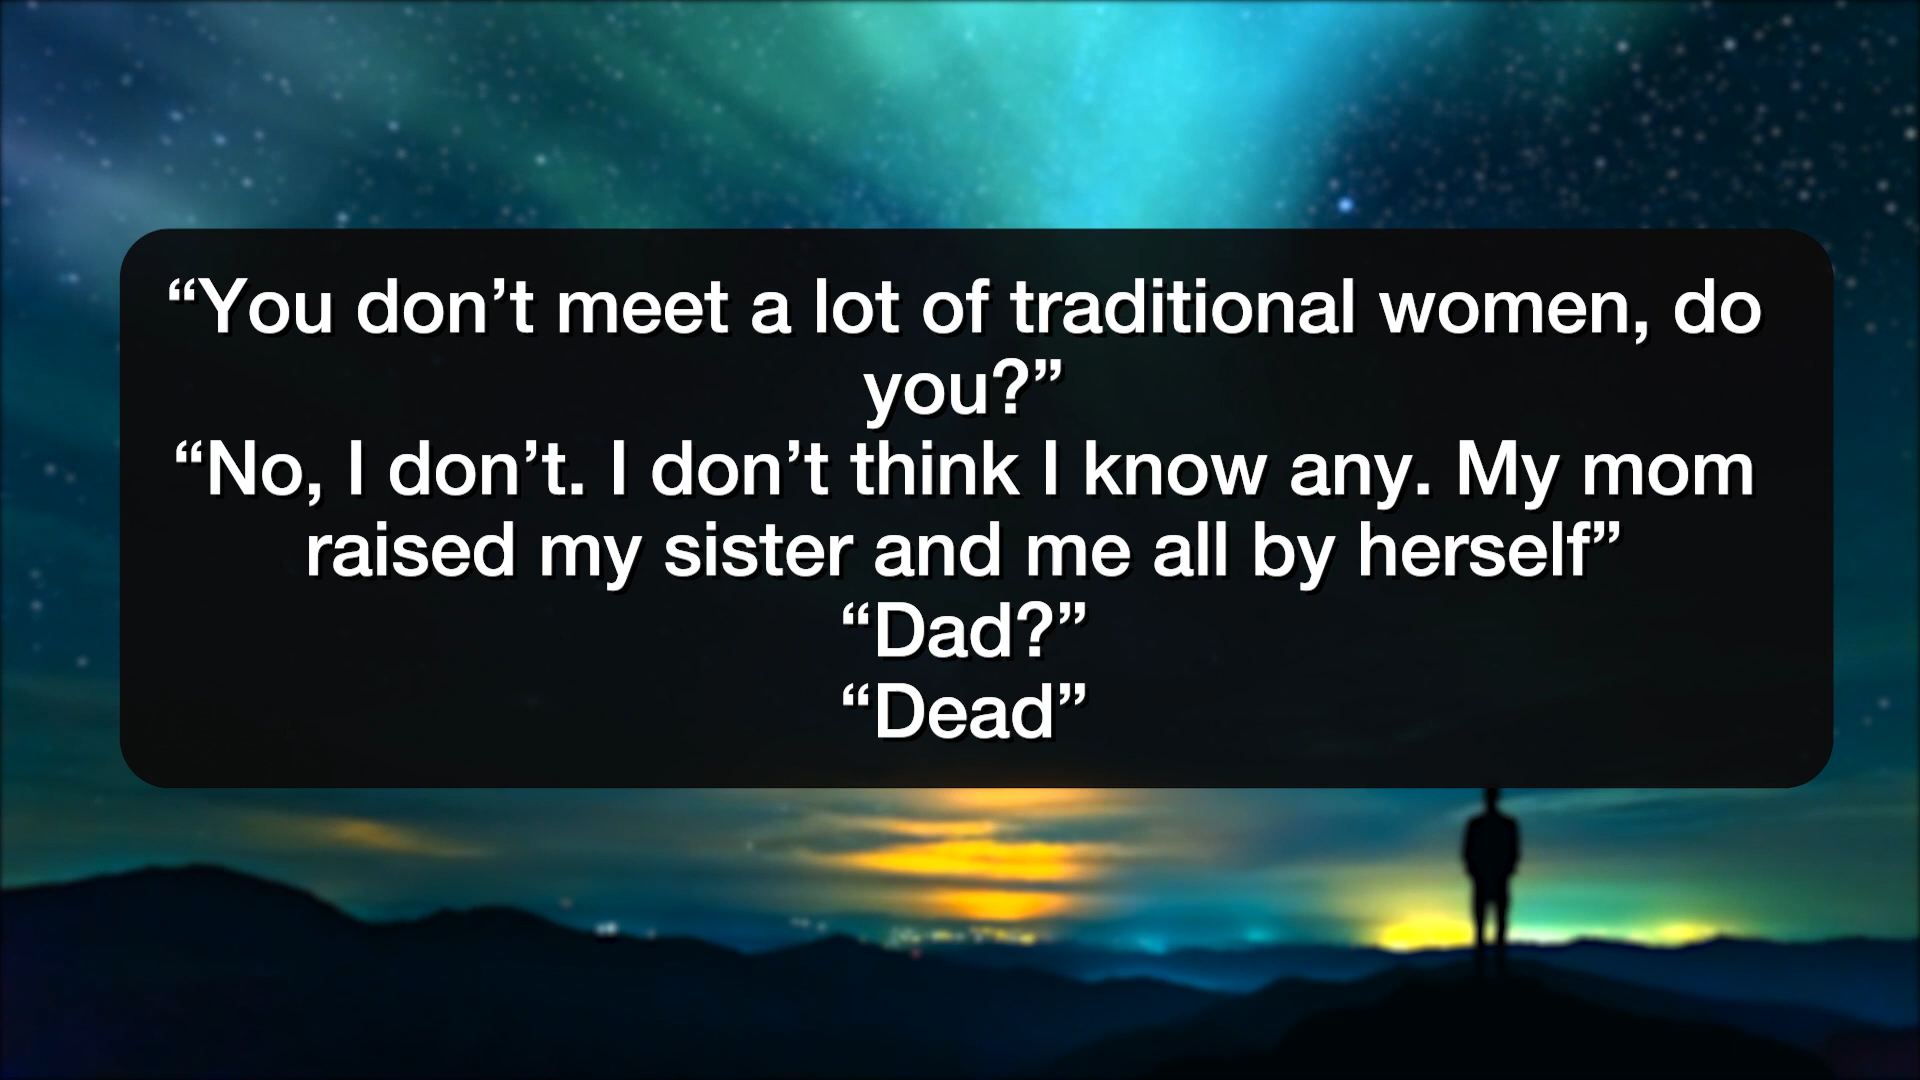 “You don’t meet a lot of traditional women, do
you?”
“No, I don’t. I don’t think I know any. My mom
raised my sister and me all by herself”
“Dad?”
“Dead”